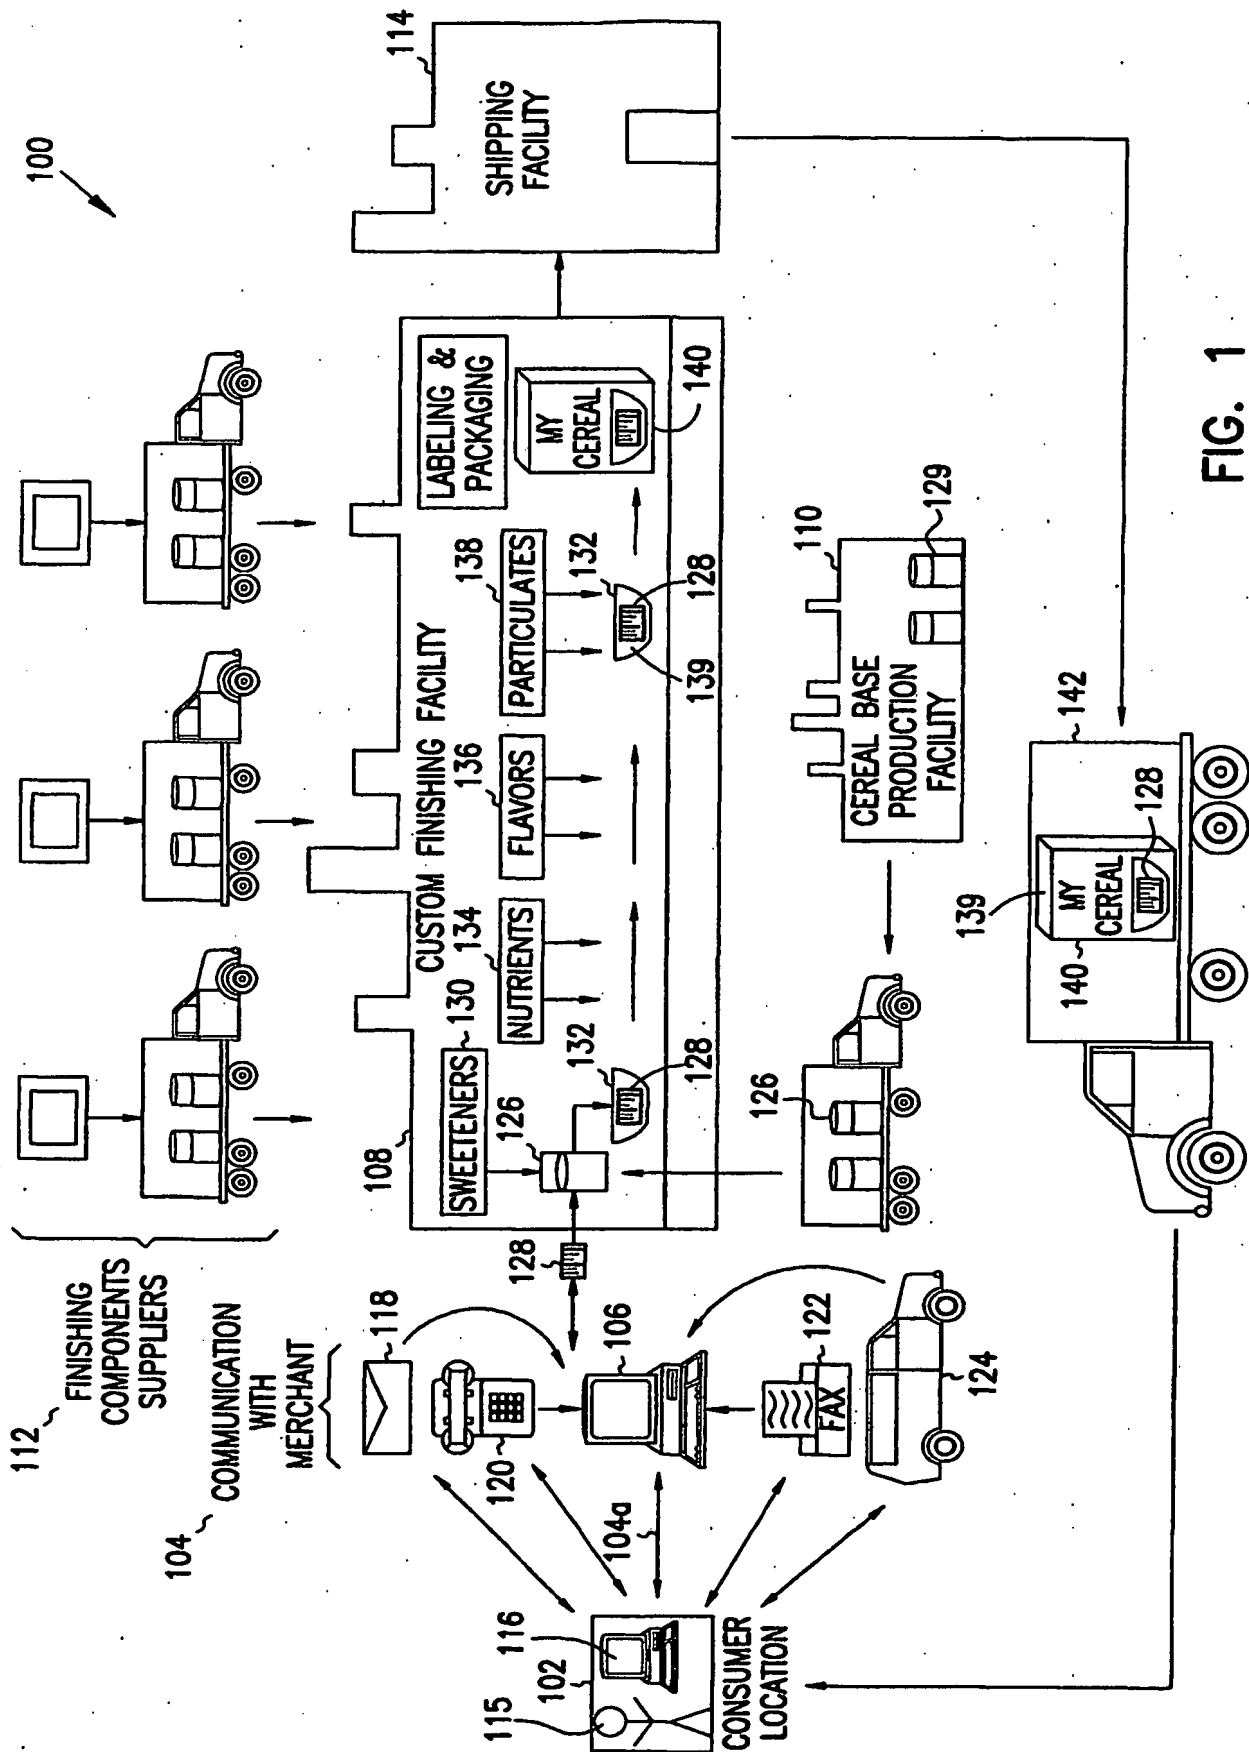 100
112
FINISHING
COMPONENTS
SUPPLIERS
104
COMMUNICATION
WITH
MERCHANT
118
120
106
104a
122
FAX
124
115
102
116
CONSUMER
LOCATION
128
108
CUSTOM FINISHING FACILITY
SWEETENERS
130
126
132
128
NUTRIENTS
134
FLAVORS
136
PARTICULATES
138
132
128
139
LABELING &
PACKAGING
MY
CEREAL
140
114
SHIPPING
FACILITY
126
110
CEREAL BASE
PRODUCTION
FACILITY
129
142
139
MY
CEREAL
140
128
FIG. 1